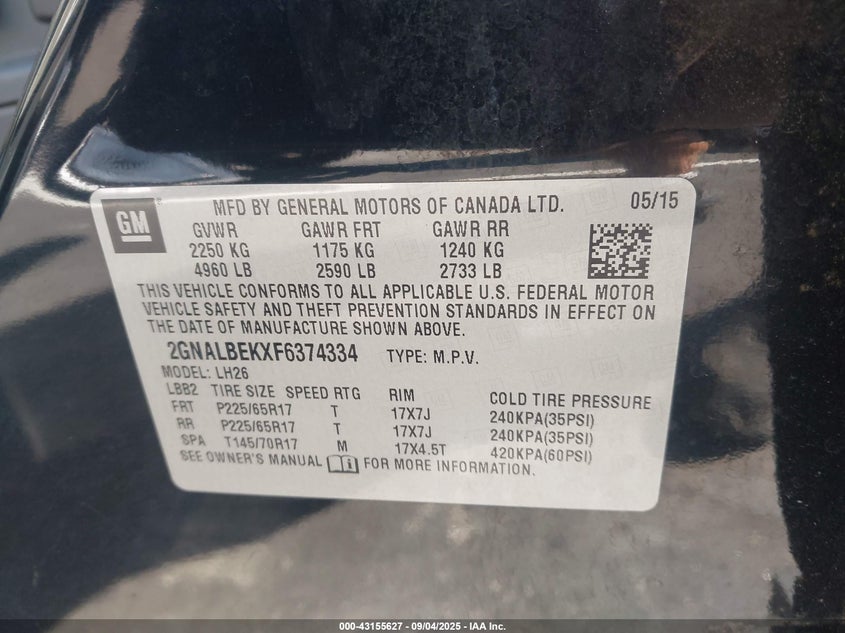 GM
MFD BY GENERAL MOTORS OF CANADA LTD. 05/15
GVWR GAWR FRT GAWR RR
2250 KG 1175 KG 1240 KG
4960 LB 2590 LB 2733 LB
THIS VEHICLE CONFORMS TO ALL APPLICABLE U.S. FEDERAL MOTOR
VEHICLE SAFETY AND THEFT PREVENTION STANDARDS IN EFFECT ON
THE DATE OF MANUFACTURE SHOWN ABOVE.
2GNALBEKXF6374334 TYPE: M.P.V.
MODEL: LH26
LBB2 TIRE SIZE SPEED RTG RIM COLD TIRE PRESSURE
FRT P225/65R17 T 17X7J 240KPA(35PSI)
RR P225/65R17 T 17X7J 240KPA(35PSI)
SPA T145/70R17 M 17X4.5T 420KPA(60PSI)
SEE OWNER'S MANUAL FOR MORE INFORMATION.
000-43155627 - 09/04/2025 - IAA Inc.